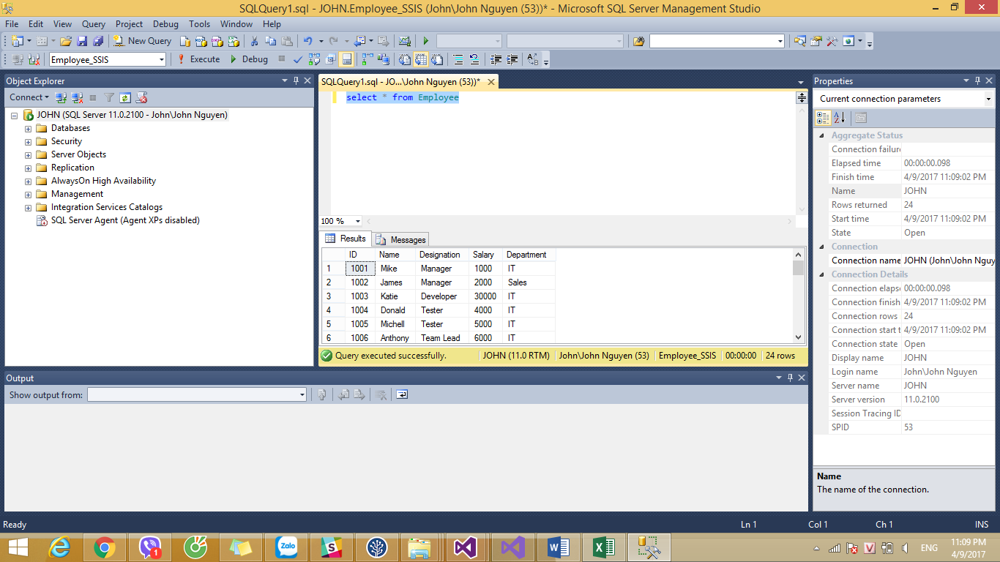 SQLQuery1.sql - JOHN.Employee_SSIS (John\John Nguyen (53))* - Microsoft SQL Server Management Studio
File Edit View Query Project Debug Tools Window Help
New Query
Employee_SSIS Execute Debug
Object Explorer
Connect
JOHN (SQL Server 11.0.2100 - John\John Nguyen)
Databases
Security
Server Objects
Replication
AlwaysOn High Availability
Management
Integration Services Catalogs
SQL Server Agent (Agent XPs disabled)
SQLQuery1.sql - JO...\John Nguyen (53))*
select * from Employee
100 %
Results Messages
ID Name Designation Salary Department
1 1001 Mike Manager 1000 IT
2 1002 James Manager 2000 Sales
3 1003 Katie Developer 30000 IT
4 1004 Donald Tester 4000 IT
5 1005 Michell Tester 5000 IT
6 1006 Anthony Team Lead 6000 IT
Query executed successfully. JOHN (11.0 RTM) John\John Nguyen (53) Employee_SSIS 00:00:00 24 rows
Properties
Current connection parameters
Aggregate Status
Connection failure
Elapsed time 00:00:00.098
Finish time 4/9/2017 11:09:02 PM
Name JOHN
Rows returned 24
Start time 4/9/2017 11:09:02 PM
State Open
Connection
Connection name JOHN (John\John Nguy
Connection Details
Connection elaps 00:00:00.098
Connection finish 4/9/2017 11:09:02 PM
Connection rows 24
Connection start t 4/9/2017 11:09:02 PM
Connection state Open
Display name JOHN
Login name John\John Nguyen
Server name JOHN
Server version 11.0.2100
Session Tracing ID
SPID 53
Name
The name of the connection.
Output
Show output from:
Ready Ln 1 Col 1 Ch 1 INS
1
Zalo
ENG
11:09 PM
4/9/2017